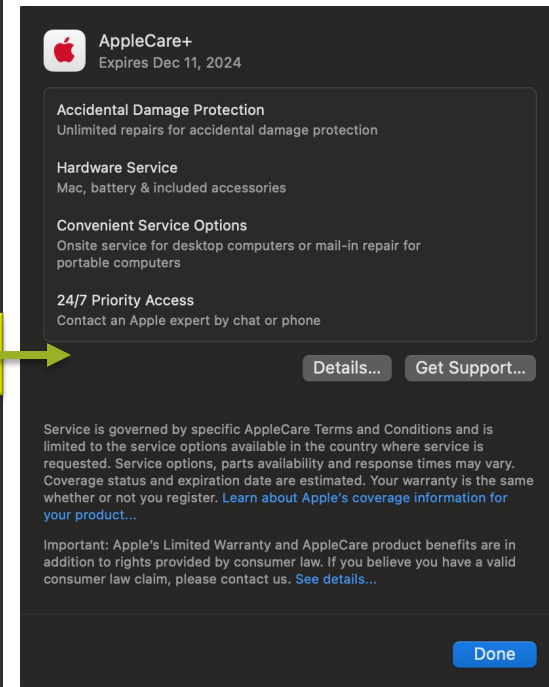 AppleCare+
Expires Dec 11, 2024
Accidental Damage Protection
Unlimited repairs for accidental damage protection
Hardware Service
Mac, battery & included accessories
Convenient Service Options
Onsite service for desktop computers or mail-in repair for
portable computers
24/7 Priority Access
Contact an Apple expert by chat or phone
Details...
Get Support...
Service is governed by specific AppleCare Terms and Conditions and is
limited to the service options available in the country where service is
requested. Service options, parts availability and response times may vary.
Coverage status and expiration date are estimated. Your warranty is the same
whether or not you register. Learn about Apple's coverage information for
your product...
Important: Apple's Limited Warranty and AppleCare product benefits are in
addition to rights provided by consumer law. If you believe you have a valid
consumer law claim, please contact us. See details...
Done